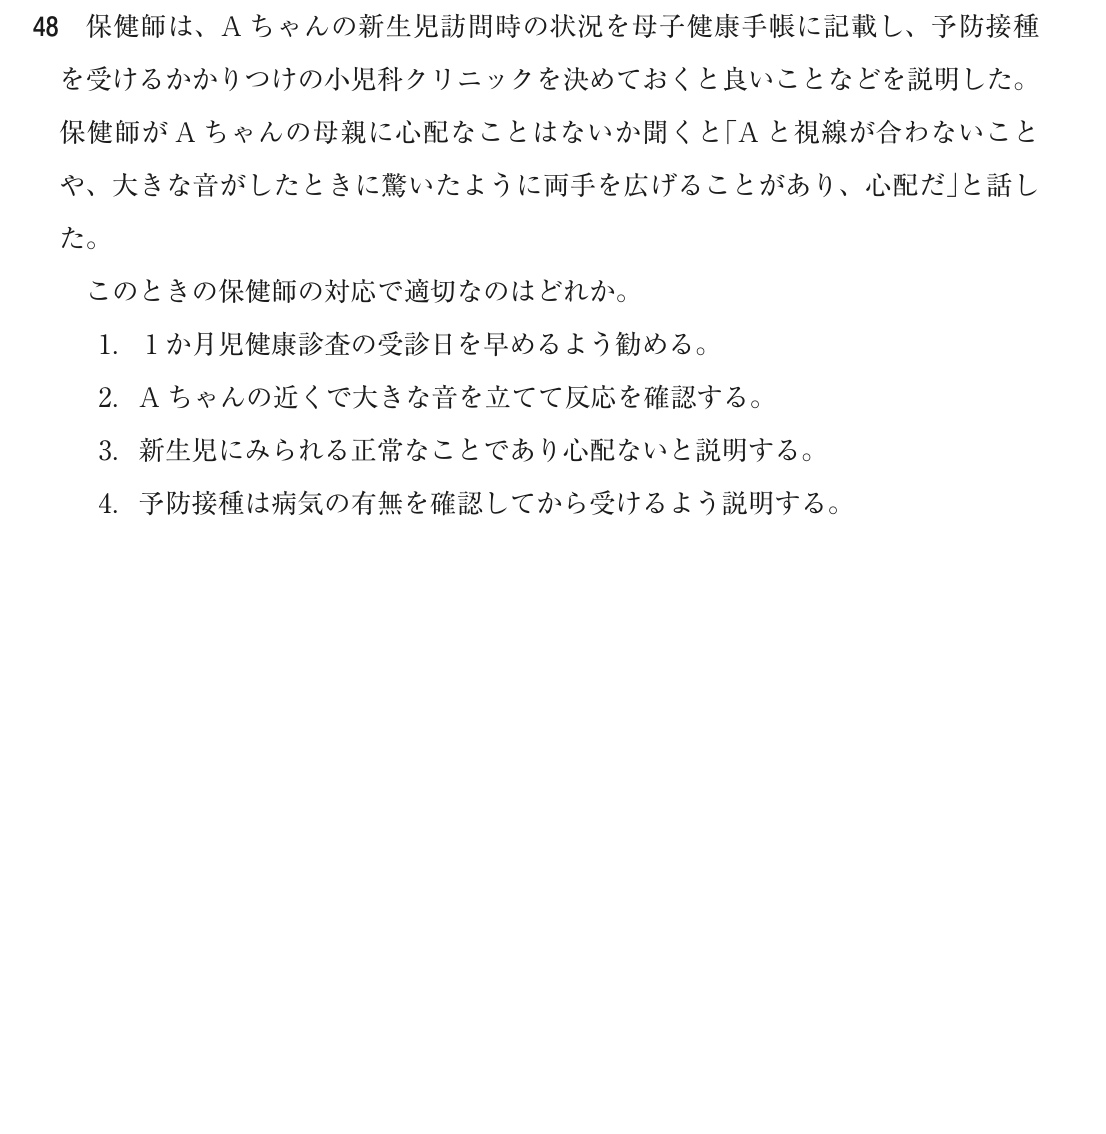 48 保健師は、A ちゃんの新生児訪問時の状況を母子健康手帳に記載し、予防接種
を受けるかかりつけの小児科クリニックを決めておくと良いことなどを説明した。
保健師が A ちゃんの母親に心配なことはないか聞くと「A と視線が合わないこと
や、大きな音がしたときに驚いたように両手を広げることがあり、心配だ」と話し
た。
このときの保健師の対応で適切なのはどれか。
1. 1 か月児健康診査の受診日を早めるよう勧める。
2. A ちゃんの近くで大きな音を立てて反応を確認する。
3. 新生児にみられる正常なことであり心配ないと説明する。
4. 予防接種は病気の有無を確認してから受けるよう説明する。